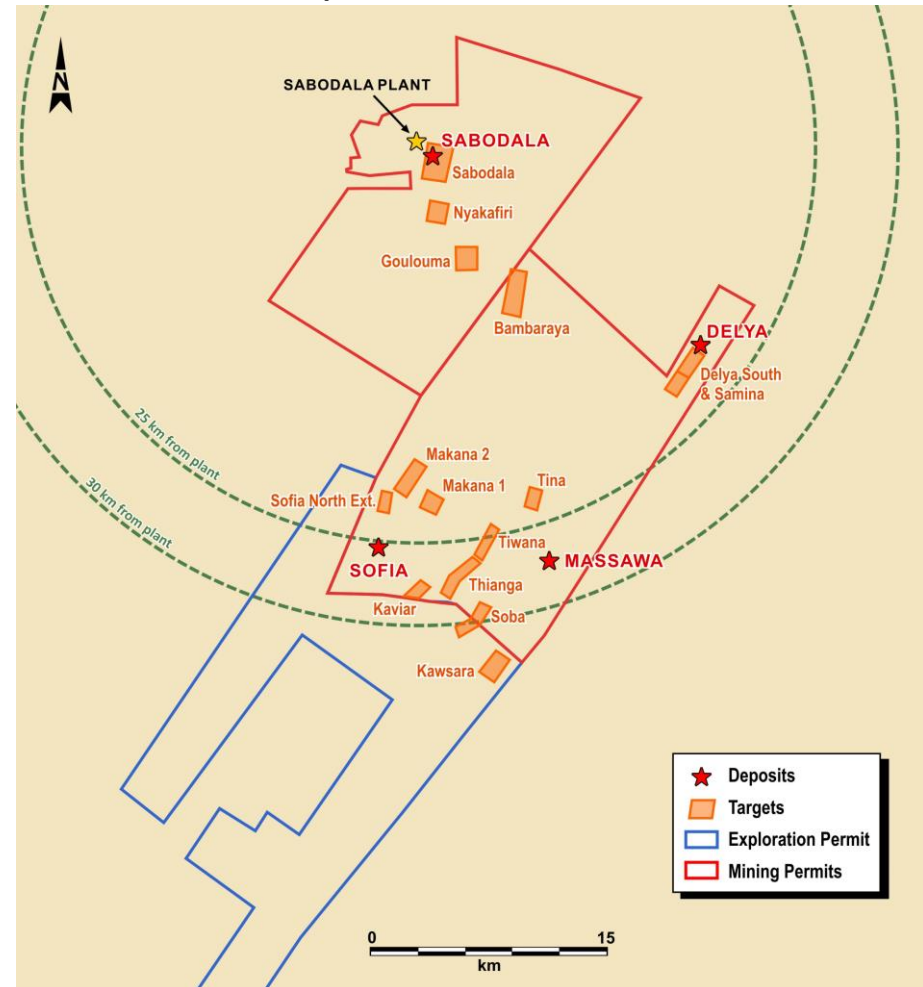 N
SABODALA PLANT
SABODALA
Sabodala
Nyakafiri
Goulouma
Bambaraya
DELYA
Delya South
& Samina
25 km from plant
30 km from plant
Makana 2
Makana 1
Tina
Sofia North Ext.
Tiwana
SOFIA
MASSAWA
Thianga
Kaviar
Soba
Kawsara
Deposits
Targets
Exploration Permit
Mining Permits
0 15
km